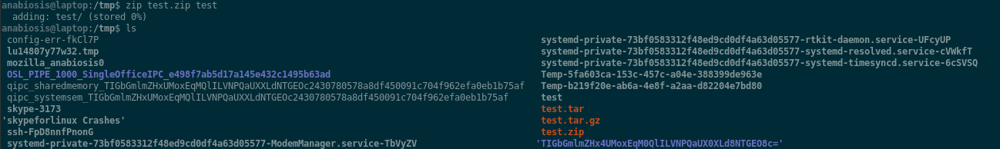 anabiosis@laptop:/tmp$ zip test.zip test
  adding: test/ (stored 0%)
anabiosis@laptop:/tmp$ ls
 config-err-fkCl7P                                                                                  systemd-private-73bf0583312f48ed9cd0df4a63d05577-rtkit-daemon.service-UFcyUP
 lu14807y77w32.tmp                                                                                  systemd-private-73bf0583312f48ed9cd0df4a63d05577-systemd-resolved.service-cVWkfT
 mozilla_anabiosis0                                                                                 systemd-private-73bf0583312f48ed9cd0df4a63d05577-systemd-timesyncd.service-6cSVSQ
 OSL_PIPE_1000_SingleOfficeIPC_e498f7ab5d17a145e432c1495b63ad                                       Temp-5fa603ca-153c-457c-a04e-388399de963e
 qipc_sharedmemory_TIGbGmlmZHxUMoxEqMQlILVNPQaUXXLdNTGEOc2430780578a8df450091c704f962efa0eb1b75af   Temp-b219f20e-ab6a-4e8f-a2aa-d82204e7bd80
 qipc_systemsem_TIGbGmlmZHxUMoxEqMQlILVNPQaUXXLdNTGEOc2430780578a8df450091c704f962efa0eb1b75af      test
 skype-3173                                                                                         test.tar
'skypeforlinux Crashes'                                                                             test.tar.gz
 ssh-FpD8nnfPnonG                                                                                   test.zip
 systemd-private-73bf0583312f48ed9cd0df4a63d05577-ModemManager.service-TbVyZV                      'TIGbGmlmZHx4UMoxEqM0QlILVNPQaUX0XLd8NTGEO8c='